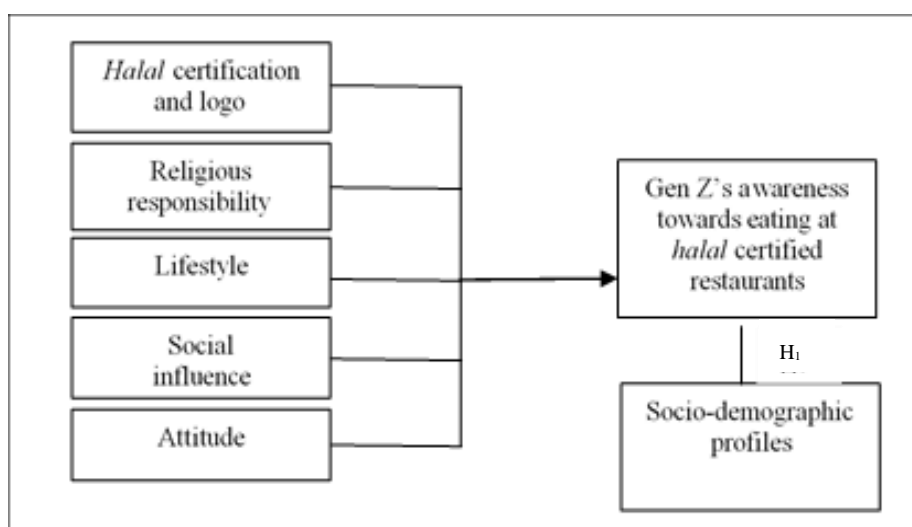 Halal certification
and logo
Religious
responsibility
Lifestyle
Social
influence
Attitude
Gen Z's awareness
towards eating at
halal certified
restaurants
H1
Socio-demographic
profiles